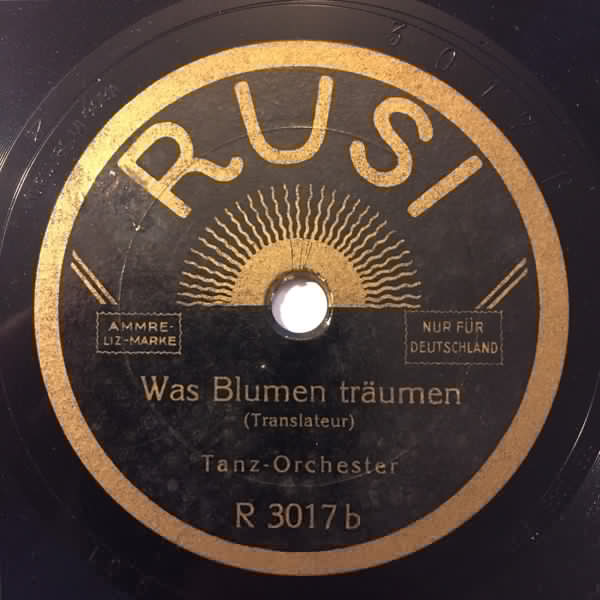 RUSI
AMMRE-
LIZ-MARKE
NUR FÜR
DEUTSCHLAND
Was Blumen träumen
(Translateur)
Tanz-Orchester
R 3017 b